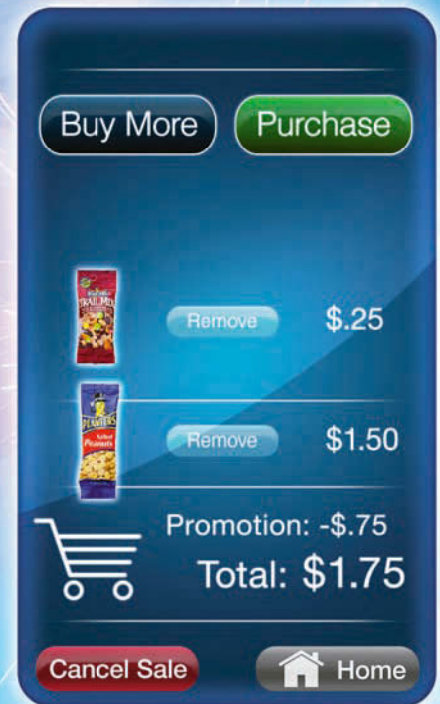 Buy More
Purchase
TRAIL MIX
Remove
$.25
PLANTERS
Salted
Peanuts
Remove
$1.50
Promotion: -$.75
Total: $1.75
Cancel Sale
Home